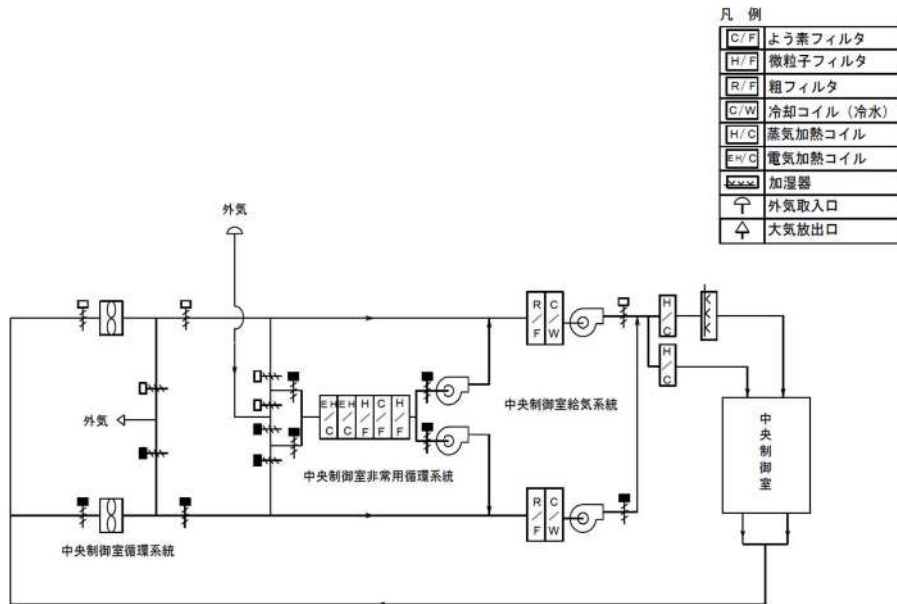 凡 例
C/F よう素フィルタ
H/F 微粒子フィルタ
R/F 粗フィルタ
C/W 冷却コイル（冷水）
H/C 蒸気加熱コイル
EH/C 電気加熱コイル
加湿器
外気取入口
大気放出口
外気
R/F
C/W
H/C
H/C
外気
EH/C
EH/C
H/F
C/F
H/F
中央制御室給気系統
中央制御室
中央制御室非常用循環系統
R/F
C/W
中央制御室循環系統